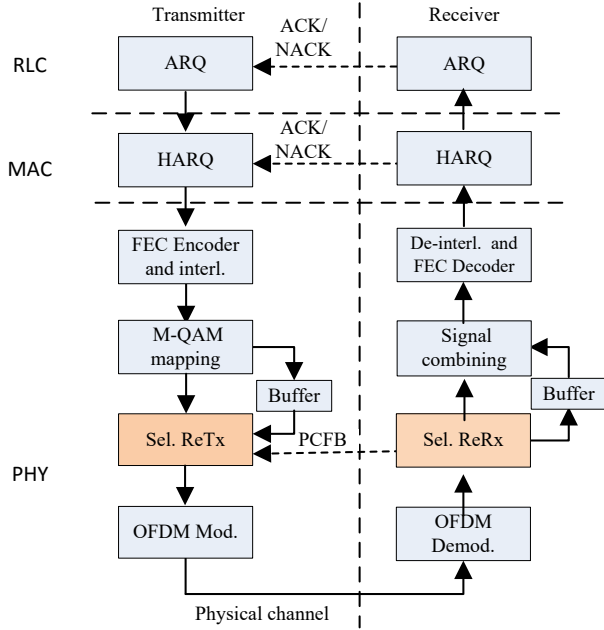 Transmitter
Receiver
RLC
ARQ
ACK/
NACK
ARQ
MAC
HARQ
ACK/
NACK
HARQ
FEC Encoder
and interl.
De-interl. and
FEC Decoder
M-QAM
mapping
Signal
combining
Buffer
Buffer
Sel. ReTx
PCFB
Sel. ReRx
PHY
OFDM Mod.
OFDM
Demod.
Physical channel